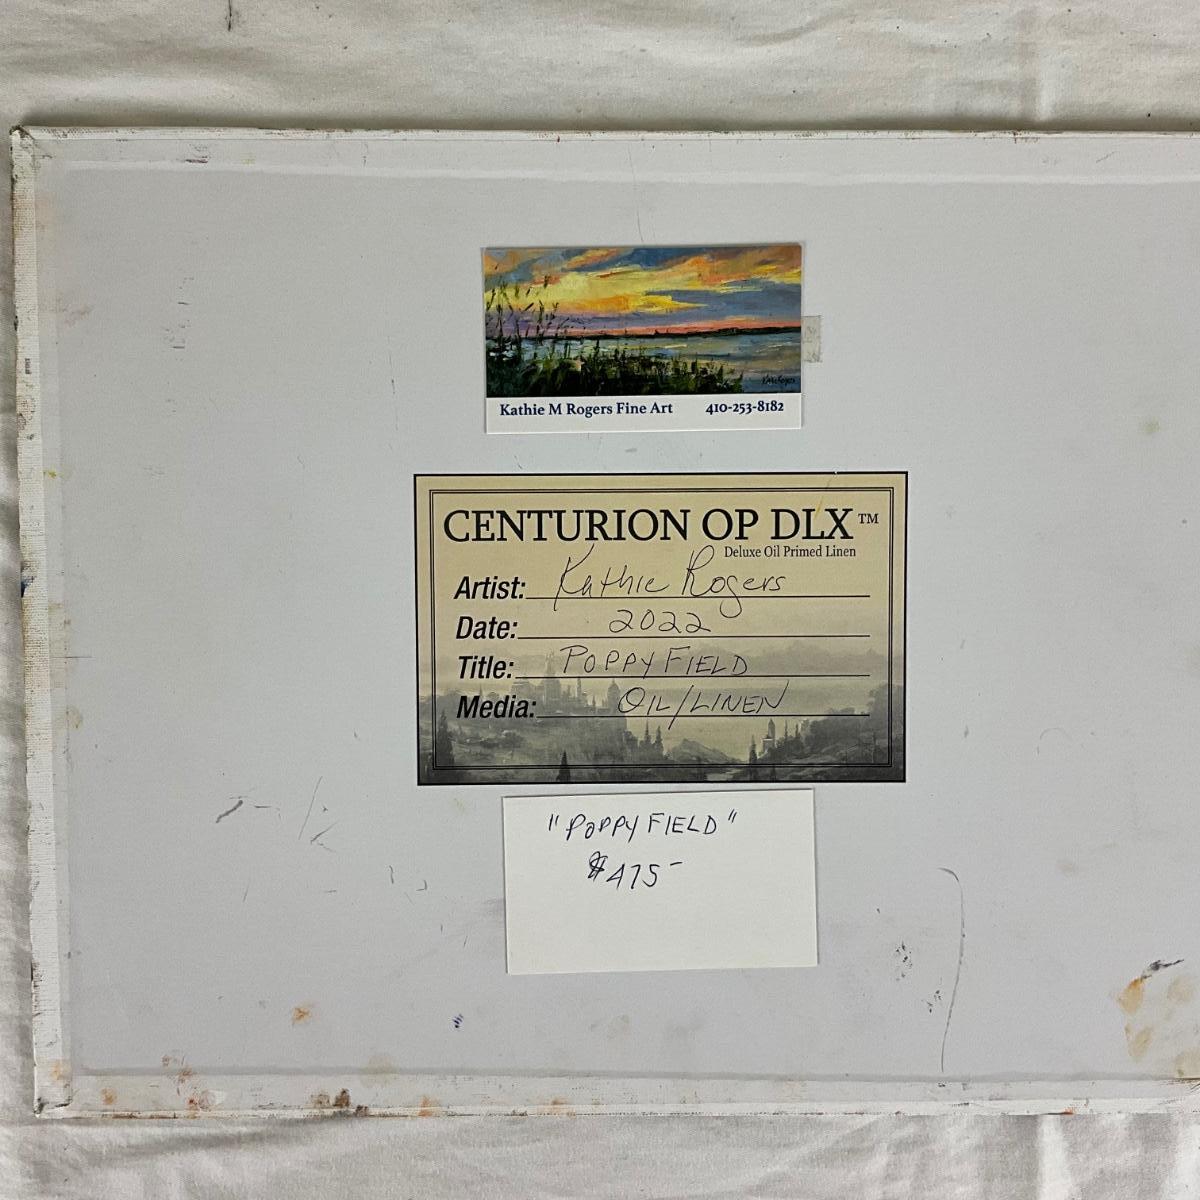 KMRogers
Kathie M Rogers Fine Art 410-253-8182
CENTURION OP DLX™
Deluxe Oil Primed Linen
Artist: Kathie Rogers
Date: 2022
Title: POPPY FIELD
Media: OIL/LINEN
"POPPY FIELD"
$475-